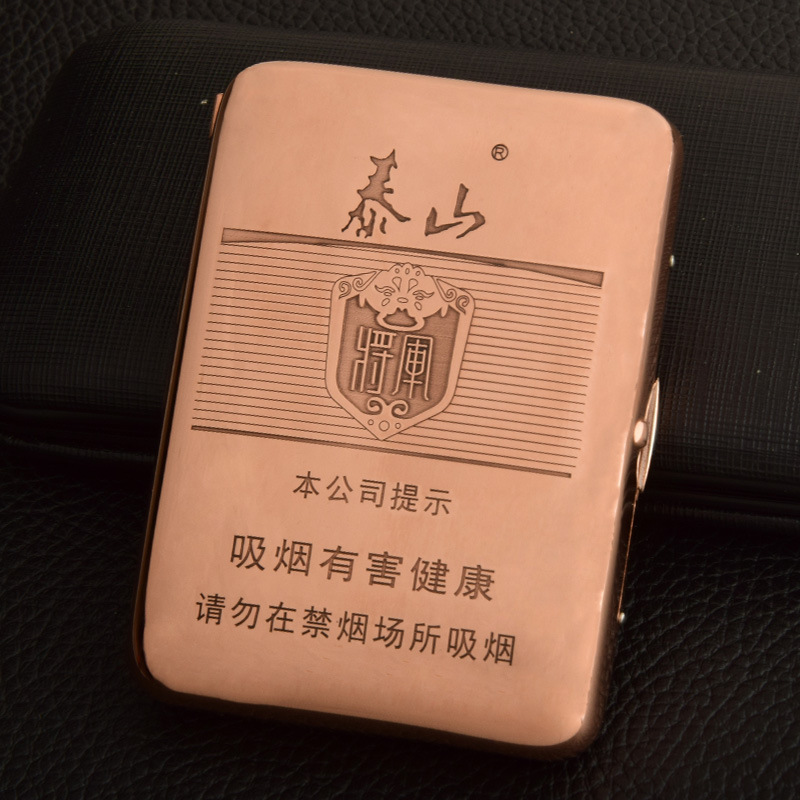 泰山®
将軍
本公司提示
吸烟有害健康
请勿在禁烟场所吸烟